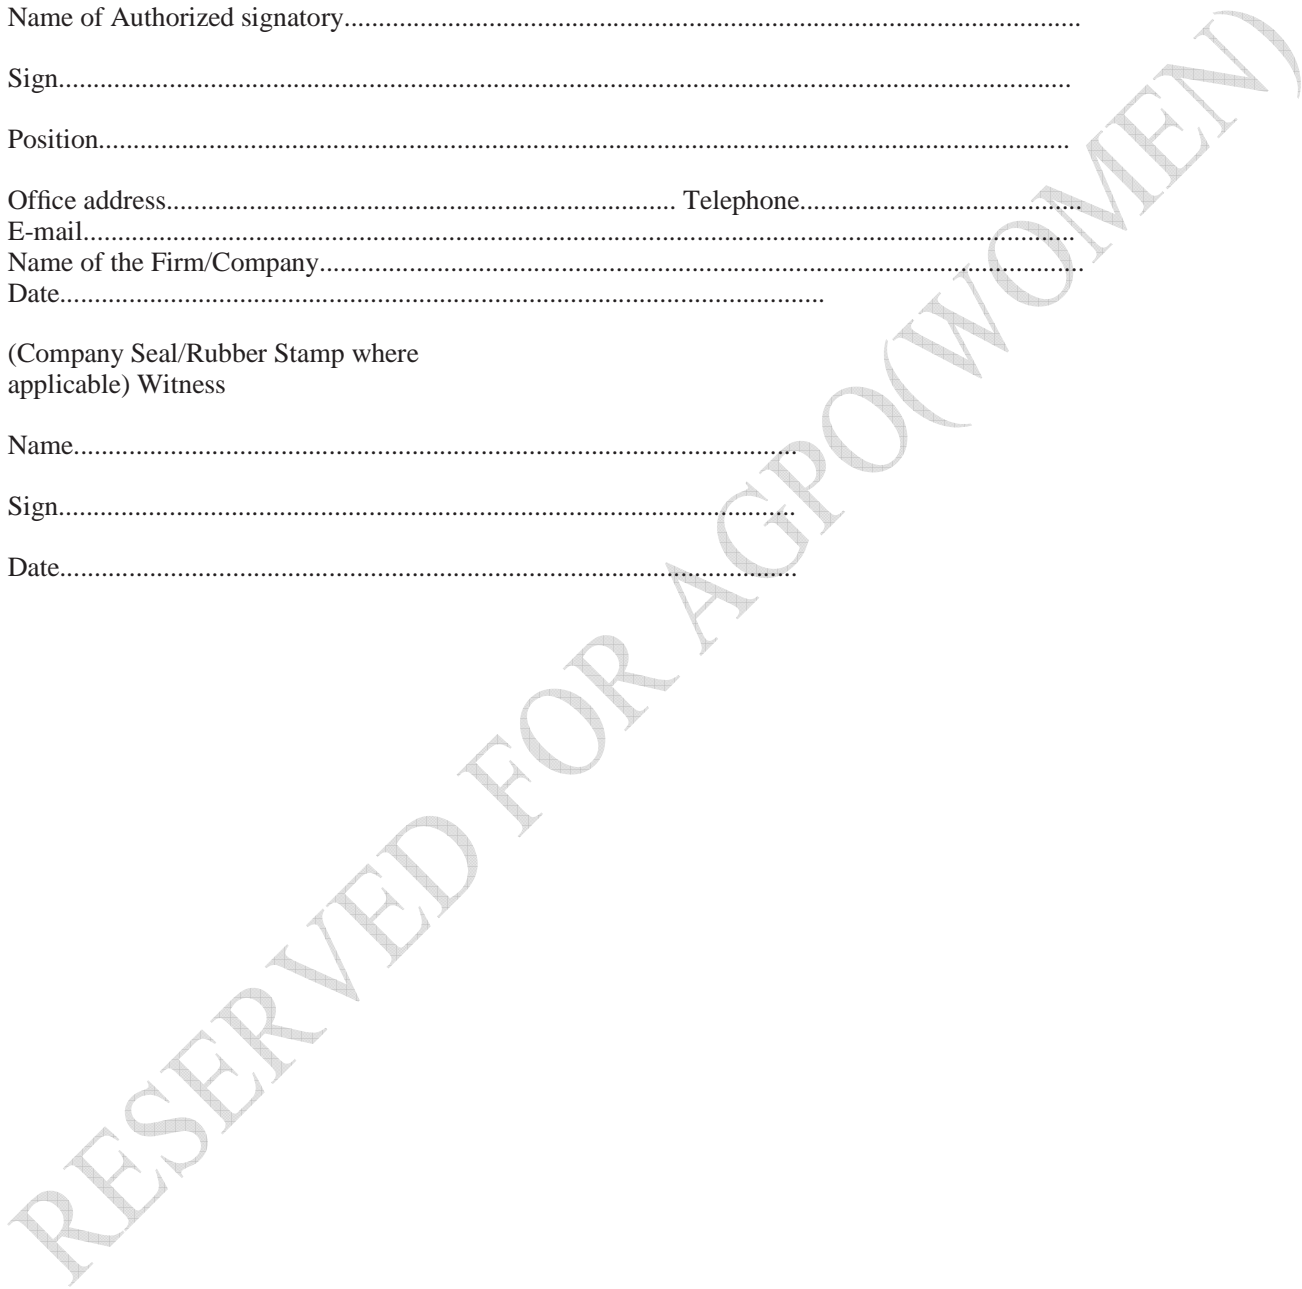 Name of Authorized signatory..........................................................................................................
Sign..................................................................................................................................................
Position............................................................................................................................................
Office address.......................................................................... Telephone.........................................
E-mail...............................................................................................................................................
Name of the Firm/Company..............................................................................................................
Date..............................................................................................................
(Company Seal/Rubber Stamp where
applicable) Witness
Name........................................................................................................
Sign..........................................................................................................
Date..........................................................................................................
RESERVED FOR AGPO(WOMEN)